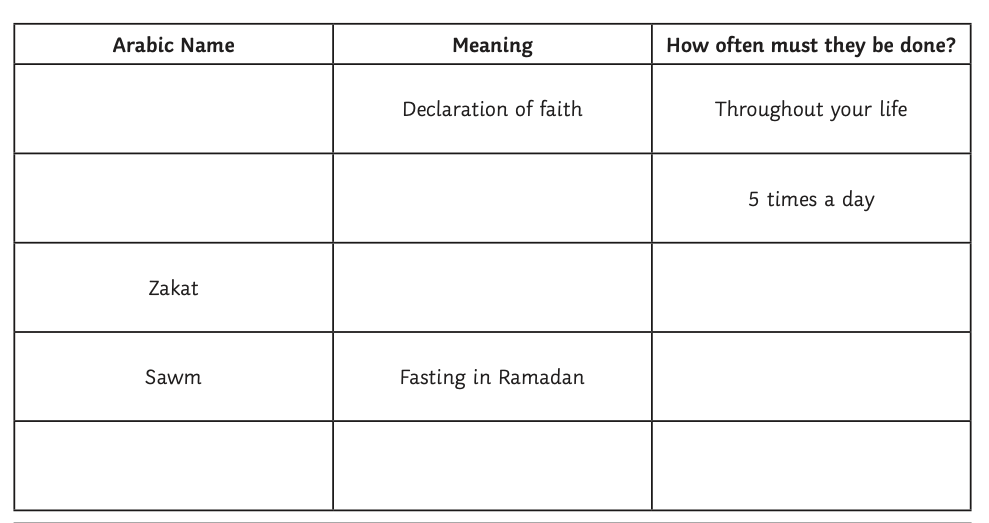 Arabic Name Meaning How often must they be done?
Declaration of faith Throughout your life
5 times a day
Zakat
Sawm Fasting in Ramadan